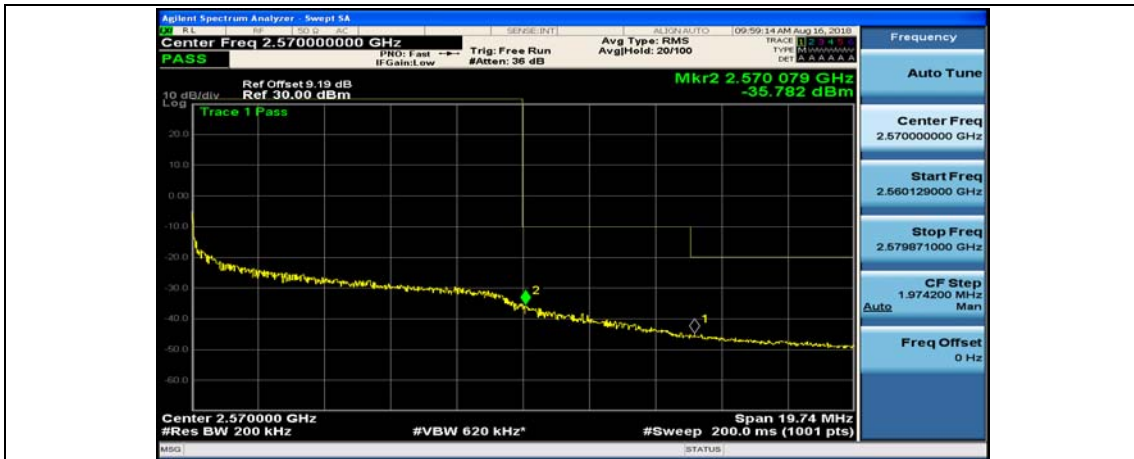 Agilent Spectrum Analyzer - Swept SA
RL RF 50 Ω AC SENSE:INT ALIGN AUTO 09:59:14 AM Aug 16, 2018
Center Freq 2.570000000 GHz
PASS
PNO: Fast
IFGain:Low
Trig: Free Run
#Atten: 36 dB
Avg Type: RMS
Avg|Hold: 20/100
TRACE 1 2 3 4 5 6
TYPE M
DET A A A A A A
Ref Offset 9.19 dB
10 dB/div Ref 30.00 dBm
Log
Mkr2 2.570 079 GHz
-35.782 dBm
Trace 1 Pass
20.0
10.0
0.00
-10.0
-20.0
-30.0
-40.0
-50.0
-60.0
2
1
Center 2.570000 GHz
Span 19.74 MHz
#Res BW 200 kHz
#VBW 620 kHz*
#Sweep 200.0 ms (1001 pts)
MSG
STATUS
Frequency
Auto Tune
Center Freq
2.570000000 GHz
Start Freq
2.560129000 GHz
Stop Freq
2.579871000 GHz
CF Step
1.974200 MHz
Auto Man
Freq Offset
0 Hz